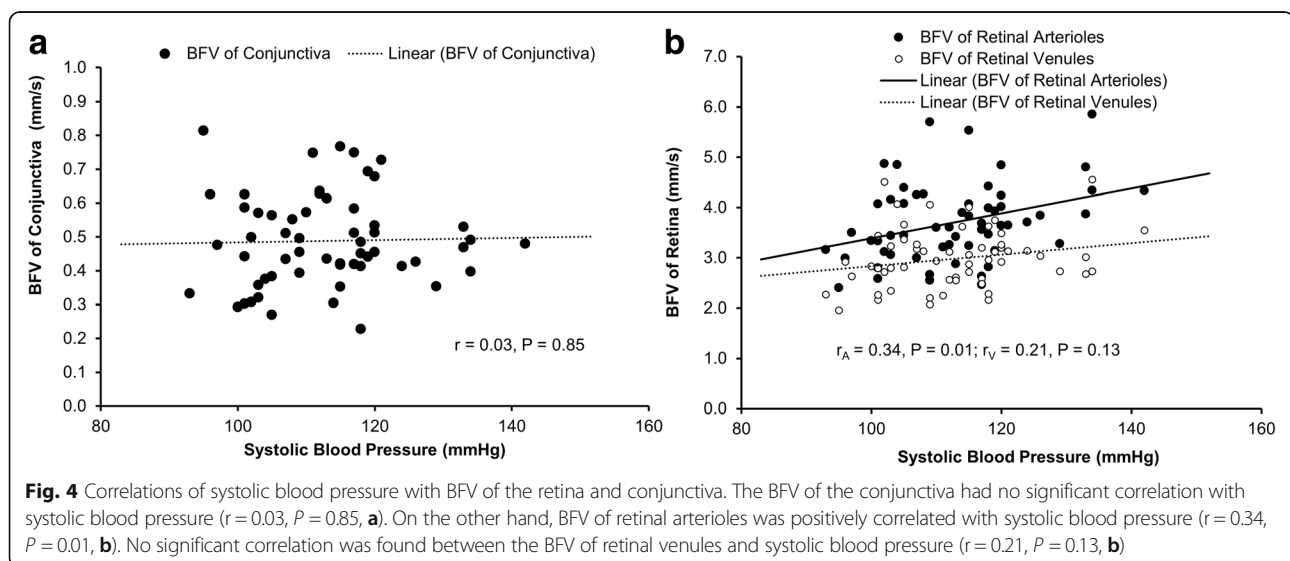 a
BFV of Conjunctiva
Linear (BFV of Conjunctiva)
1.0
0.9
0.8
0.7
0.6
0.5
0.4
0.3
0.2
0.1
0.0
BFV of Conjunctiva (mm/s)
r = 0.03, P = 0.85
80
100
120
140
160
Systolic Blood Pressure (mmHg)
b
BFV of Retinal Arterioles
BFV of Retinal Venules
Linear (BFV of Retinal Arterioles)
Linear (BFV of Retinal Venules)
7.0
6.0
5.0
4.0
3.0
2.0
1.0
0.0
BFV of Retina (mm/s)
rA = 0.34, P = 0.01; rV = 0.21, P = 0.13
80
100
120
140
160
Systolic Blood Pressure (mmHg)
Fig. 4 Correlations of systolic blood pressure with BFV of the retina and conjunctiva. The BFV of the conjunctiva had no significant correlation with
systolic blood pressure (r = 0.03, P = 0.85, a). On the other hand, BFV of retinal arterioles was positively correlated with systolic blood pressure (r = 0.34,
P = 0.01, b). No significant correlation was found between the BFV of retinal venules and systolic blood pressure (r = 0.21, P = 0.13, b)